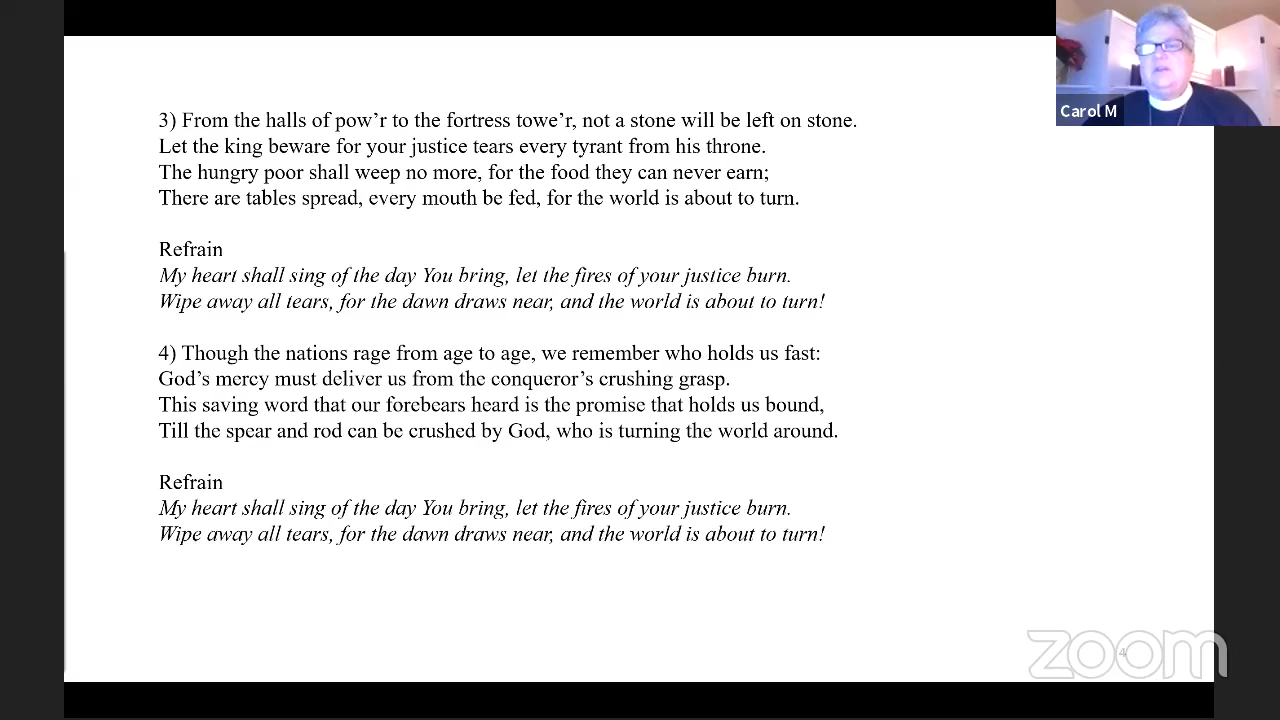 Carol M
3) From the halls of pow’r to the fortress towe’r, not a stone will be left on stone.
Let the king beware for your justice tears every tyrant from his throne.
The hungry poor shall weep no more, for the food they can never earn;
There are tables spread, every mouth be fed, for the world is about to turn.
Refrain
My heart shall sing of the day You bring, let the fires of your justice burn.
Wipe away all tears, for the dawn draws near, and the world is about to turn!
4) Though the nations rage from age to age, we remember who holds us fast:
God’s mercy must deliver us from the conqueror’s crushing grasp.
This saving word that our forebears heard is the promise that holds us bound,
Till the spear and rod can be crushed by God, who is turning the world around.
Refrain
My heart shall sing of the day You bring, let the fires of your justice burn.
Wipe away all tears, for the dawn draws near, and the world is about to turn!
zoom
4